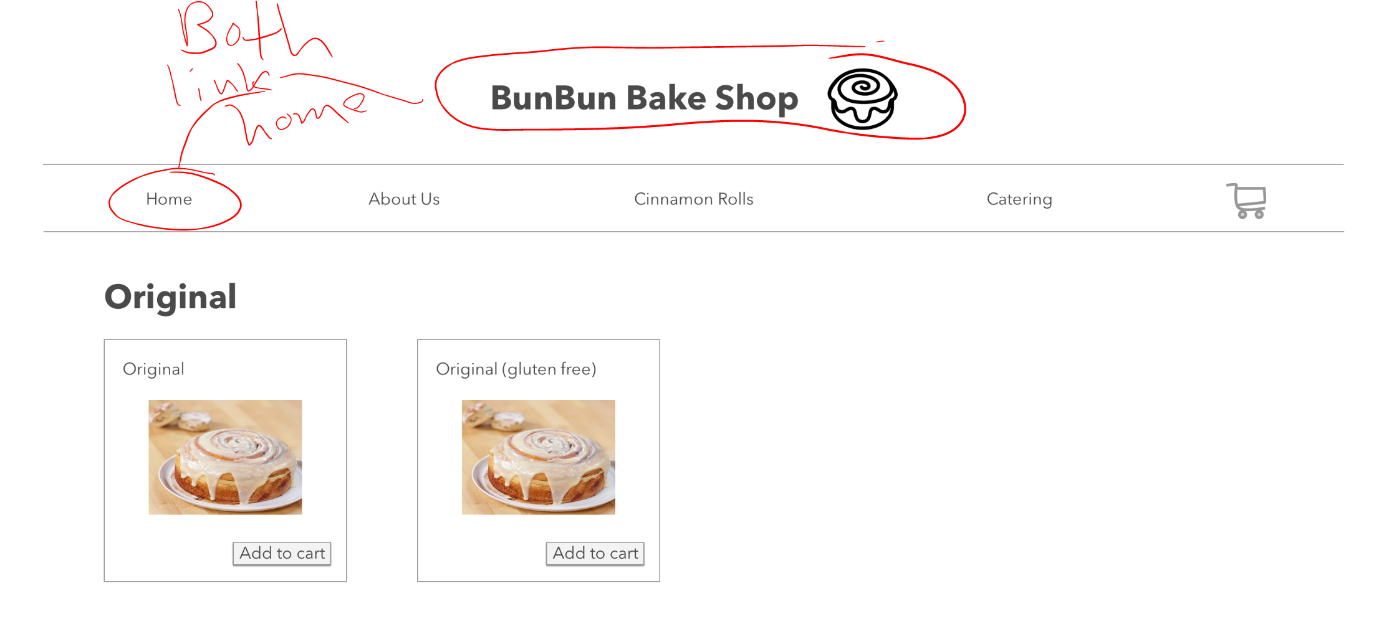 Both
link
home
BunBun Bake Shop
Home About Us Cinnamon Rolls Catering
Original
Original Original (gluten free)
Add to cart Add to cart